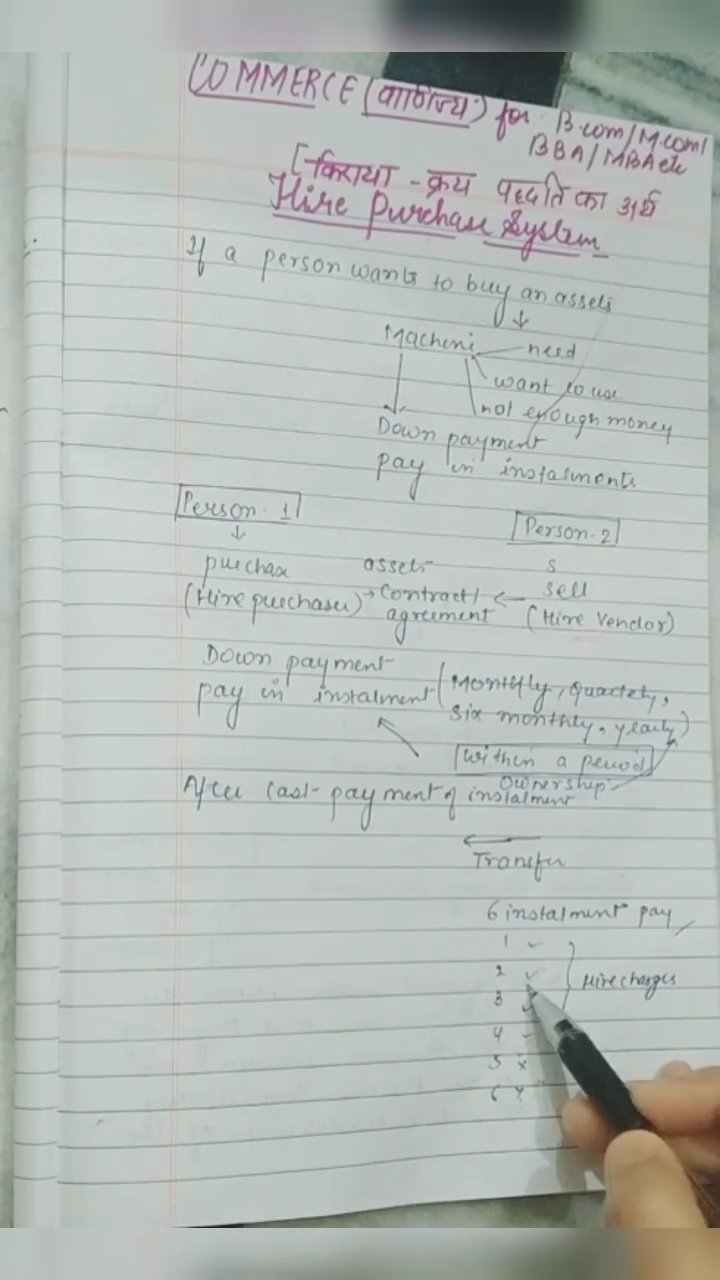 COMMERCE (वाणिज्य) for B.com/M.com/
BBA/MBA etc
[किराया - क्रय पद्धति का अर्थ
Hire Purchase System
If a person wants to buy an assets
↓
Macheni need
want to use
not enough money
Down payment
pay in instalments
Person-1
Person-2
↓
purchax assets s
sell
(Hire purchaser) → Contract/ ←
agreement (Hire Vendor)
Down payment
pay in instalment (Monthly, Quartely,
six monthly, yearly)
within a period
Ownership
After last payment of instalment
←
Transfer
6 instalment pay
1 ✓
2 ✓ Hire charges
3 ✓
4 ✓
5 x
6 x